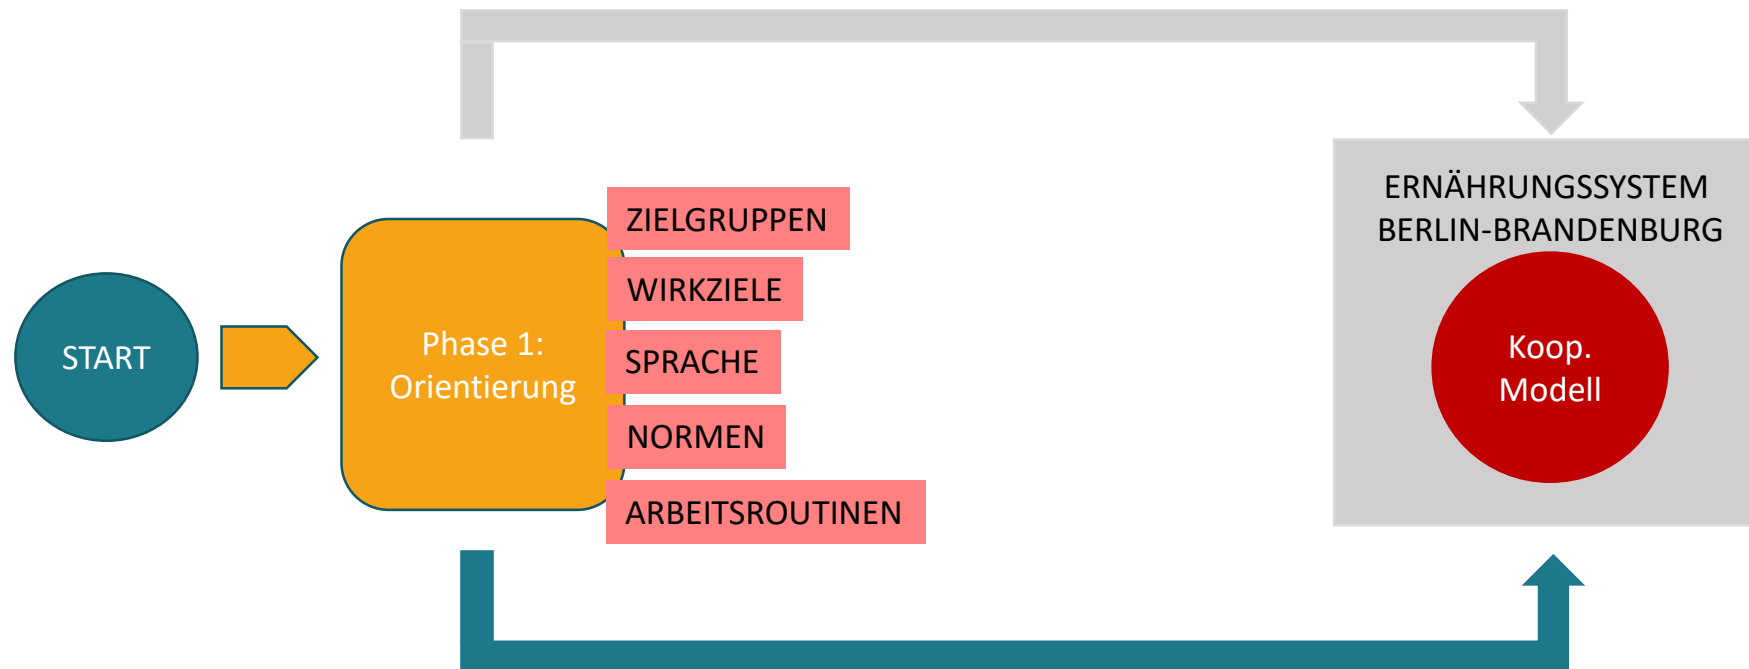 START
Phase 1:
Orientierung
ZIELGRUPPEN
WIRKZIELE
SPRACHE
NORMEN
ARBEITSROUTINEN
ERNÄHRUNGSSYSTEM
BERLIN-BRANDENBURG
Koop.
Modell